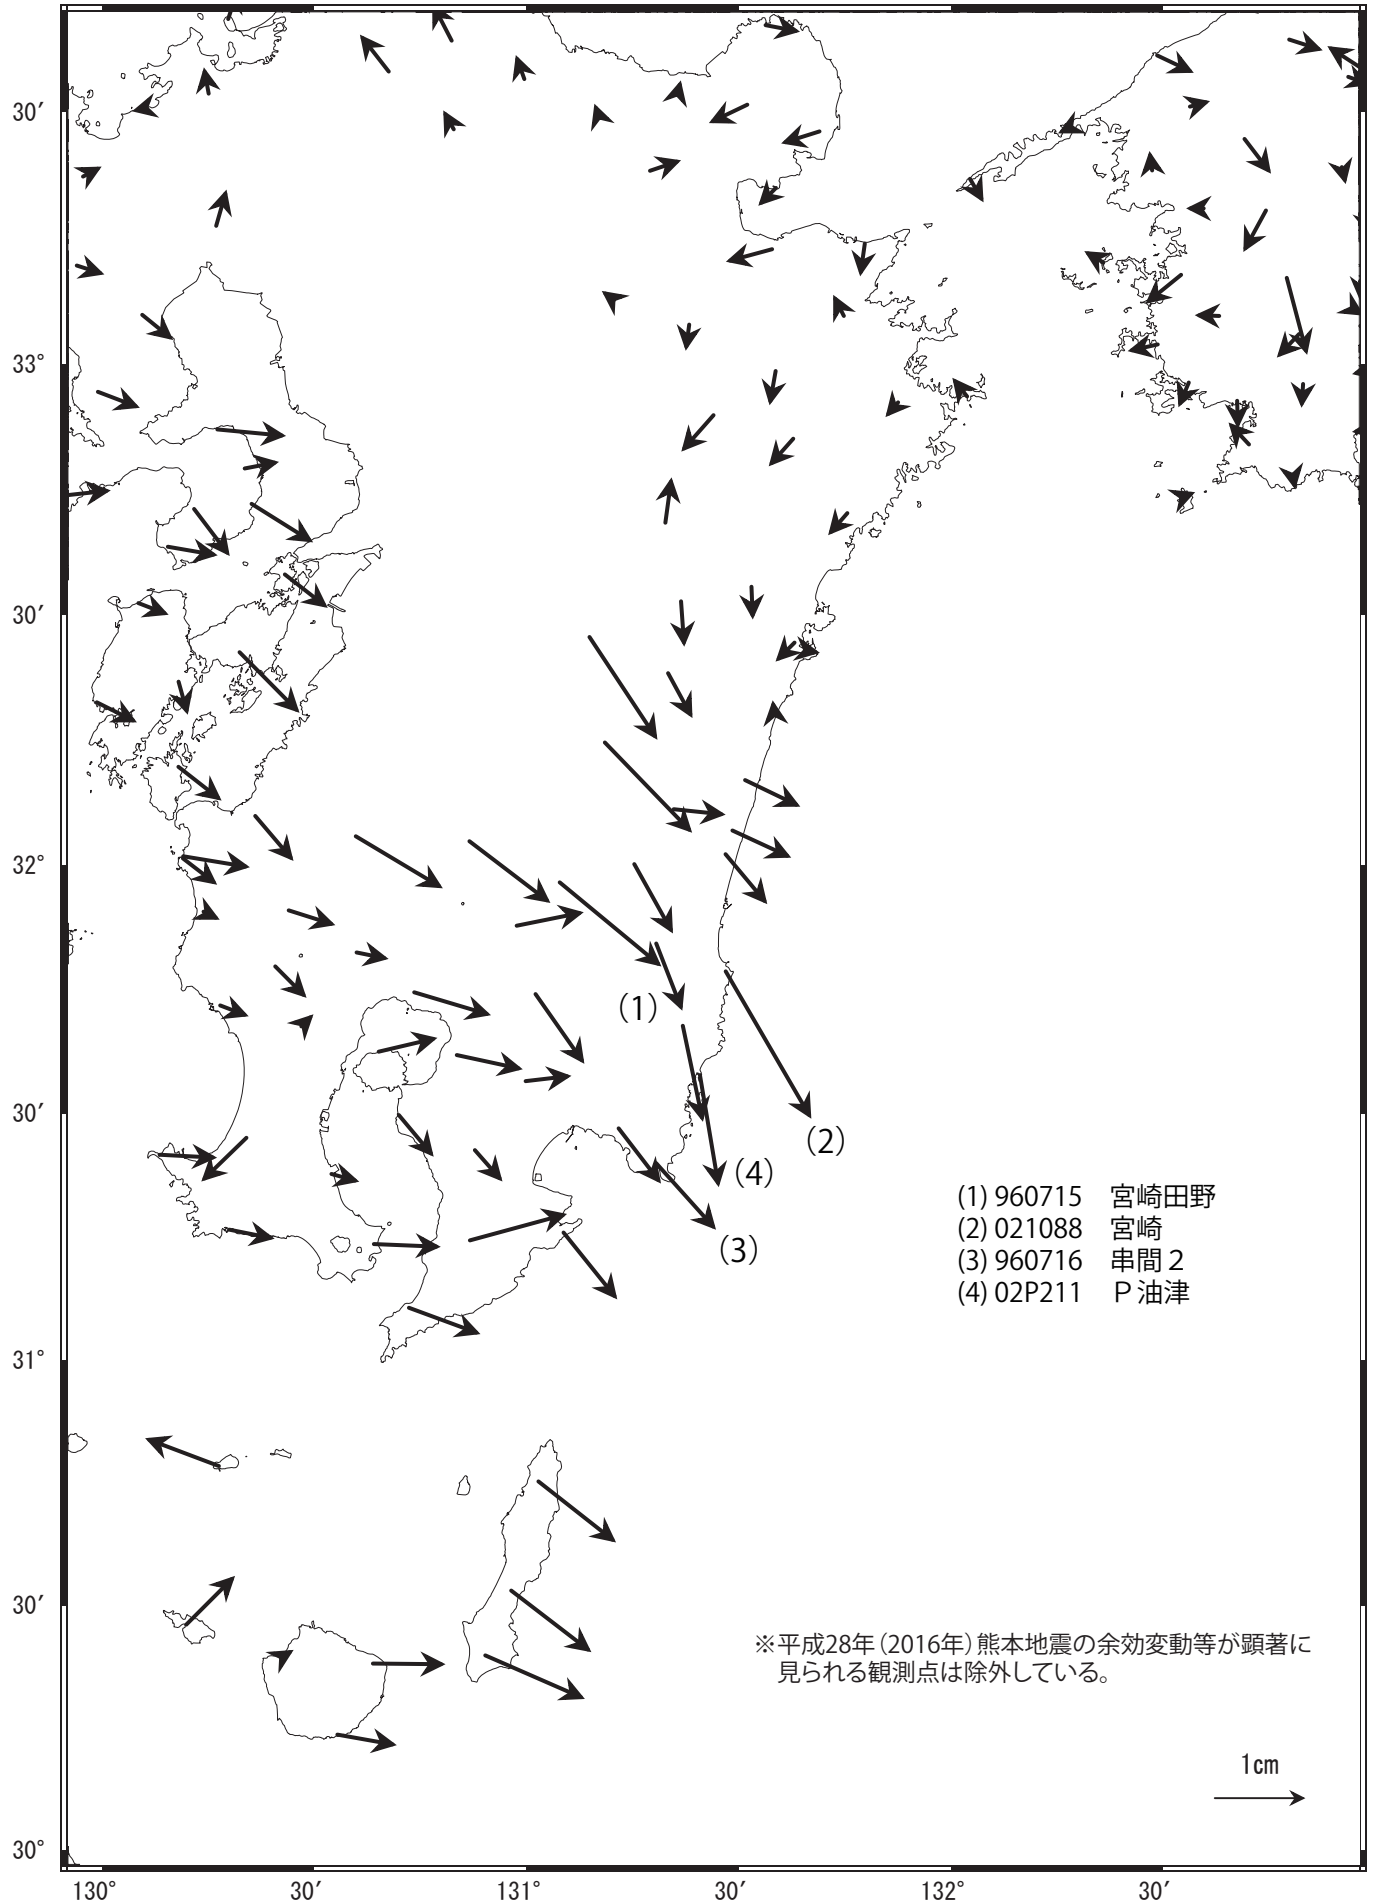 30′
33°
30′
32°
(1)
30′
(2)
(4)
(3)
(1) 960715 宮崎田野
(2) 021088 宮崎
(3) 960716 串間２
(4) 02P211 Ｐ油津
31°
30′
※平成28年(2016年)熊本地震の余効変動等が顕著に
見られる観測点は除外している。
1cm
30°
130° 30′ 131° 30′ 132° 30′